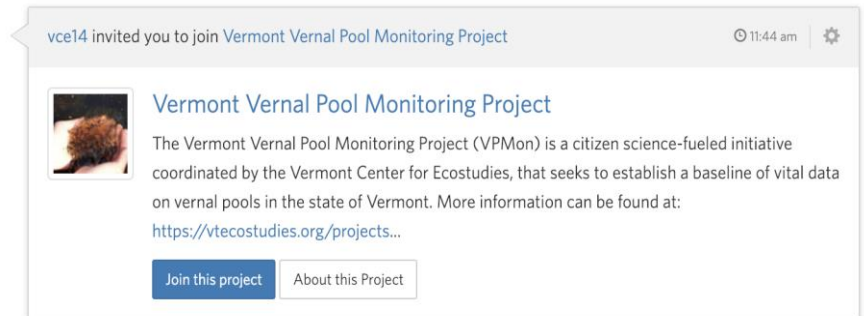 vce14 invited you to join Vermont Vernal Pool Monitoring Project
11:44 am
Vermont Vernal Pool Monitoring Project
The Vermont Vernal Pool Monitoring Project (VPMon) is a citizen science-fueled initiative
coordinated by the Vermont Center for Ecostudies, that seeks to establish a baseline of vital data
on vernal pools in the state of Vermont. More information can be found at:
https://vtecostudies.org/projects...
Join this project
About this Project